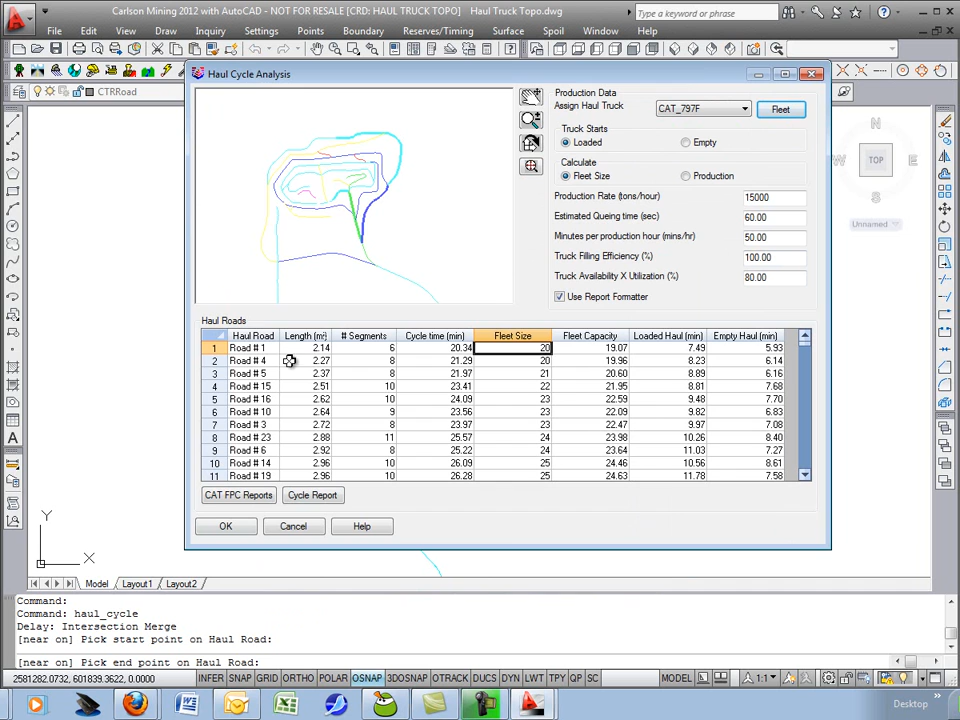 Carlson Mining 2012 with AutoCAD - NOT FOR RESALE [CRD: HAUL TRUCK TOPO] Haul Truck Topo.dwg
Type a keyword or phrase
File Edit View Draw Inquiry Settings Points Boundary Reserves/Timing Surface Spoil Window Help
CTRRoad
Haul Cycle Analysis
Production Data
Assign Haul Truck CAT_797F Fleet
Truck Starts
Loaded Empty
Calculate
Fleet Size Production
Production Rate (tons/hour) 15000
Estimated Queing time (sec) 60.00
Minutes per production hour (mins/hr) 50.00
Truck Filling Efficiency (%) 100.00
Truck Availability X Utilization (%) 80.00
Use Report Formatter
N
W TOP E
S
Unnamed
Haul Roads
Haul Road Length (mi) # Segments Cycle time (min) Fleet Size Fleet Capacity Loaded Haul (min) Empty Haul (min)
1 Road # 1 2.14 6 20.34 20 19.07 7.49 5.93
2 Road # 4 2.27 8 21.29 20 19.96 8.23 6.14
3 Road # 5 2.37 8 21.97 21 20.60 8.89 6.16
4 Road # 15 2.51 10 23.41 22 21.95 8.81 7.68
5 Road # 16 2.62 10 24.09 23 22.59 9.48 7.70
6 Road # 10 2.64 9 23.56 23 22.09 9.82 6.83
7 Road # 3 2.72 8 23.97 23 22.47 9.97 7.08
8 Road # 23 2.88 11 25.57 24 23.98 10.26 8.40
9 Road # 6 2.92 8 25.22 24 23.64 11.03 7.27
10 Road # 14 2.96 10 26.09 25 24.46 10.56 8.61
11 Road # 19 2.96 10 26.28 25 24.63 11.78 7.58
CAT FPC Reports Cycle Report
OK Cancel Help
Y
X
Model Layout1 Layout2
Command:
Command: haul_cycle
Delay: Intersection Merge
[near on] Pick start point on Haul Road:
[near on] Pick end point on Haul Road:
2581282.0732, 601839.3622, 0.0000 INFER SNAP GRID ORTHO POLAR OSNAP 3DOSNAP OTRACK DUCS DYN LWT TPY QP SC MODEL 1:1
Desktop